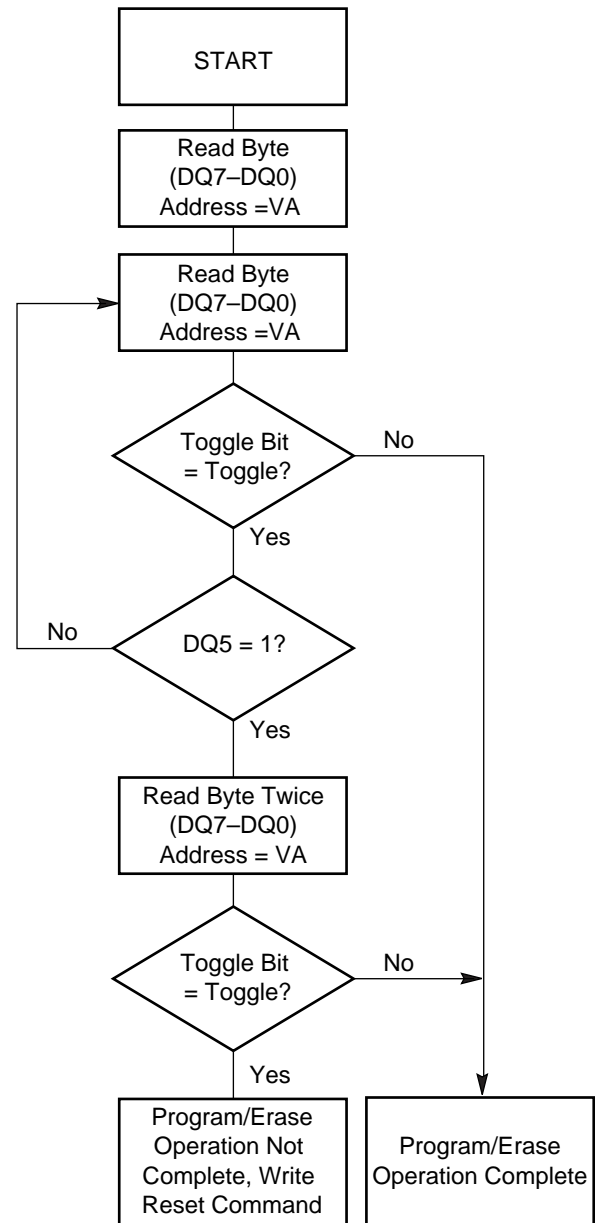 START
Read Byte
(DQ7–DQ0)
Address =VA
Read Byte
(DQ7–DQ0)
Address =VA
Toggle Bit
= Toggle?
No
Yes
No
DQ5 = 1?
Yes
Read Byte Twice
(DQ7–DQ0)
Address = VA
Toggle Bit
= Toggle?
No
Yes
Program/Erase
Operation Not
Complete, Write
Reset Command
Program/Erase
Operation Complete